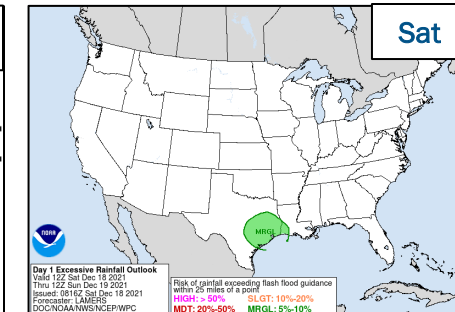 Sat
MRGL
NOAA
Day 1 Excessive Rainfall Outlook
Valid 12Z Sat Dec 18 2021
Thru 12Z Sun Dec 19 2021
Issued: 0816Z Sat Dec 18 2021
Forecaster: LAMERS
DOC/NOAA/NWS/NCEP/WPC
Risk of rainfall exceeding flash flood guidance
within 25 miles of a point
HIGH: > 50% SLGT: 10%-20%
MDT: 20%-50% MRGL: 5%-10%